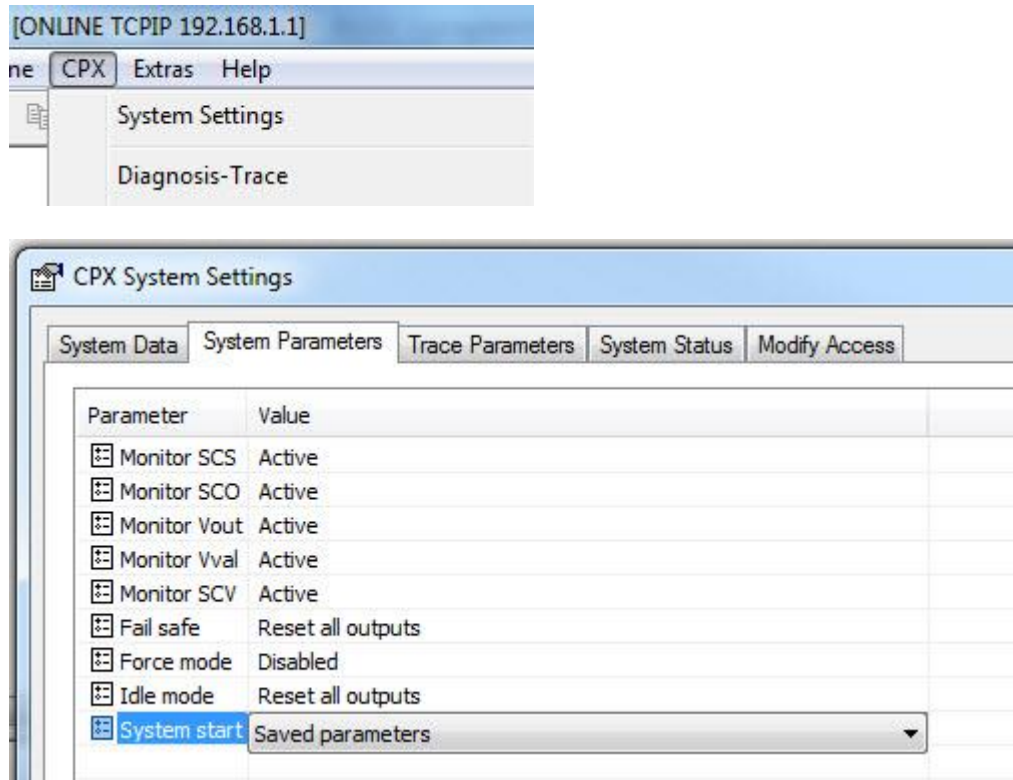 [ONLINE TCPIP 192.168.1.1]
ne CPX Extras Help
System Settings
Diagnosis-Trace
CPX System Settings
System Data System Parameters Trace Parameters System Status Modify Access
Parameter Value
Monitor SCS Active
Monitor SCO Active
Monitor Vout Active
Monitor Vval Active
Monitor SCV Active
Fail safe Reset all outputs
Force mode Disabled
Idle mode Reset all outputs
System start Saved parameters